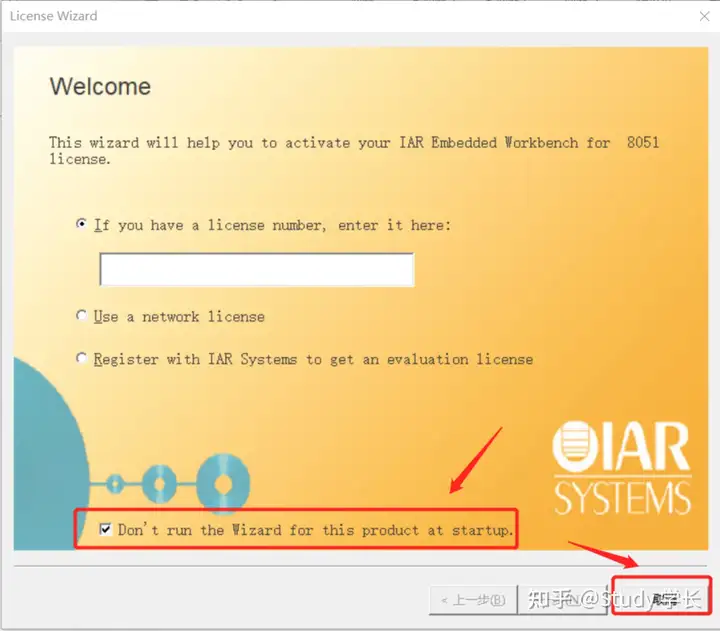 License Wizard
Welcome
This wizard will help you to activate your IAR Embedded Workbench for 8051
license.
If you have a license number, enter it here:
Use a network license
Register with IAR Systems to get an evaluation license
IAR
SYSTEMS
Don't run the Wizard for this product at startup.
< 上一步(B)
取消
知乎 @Study学长